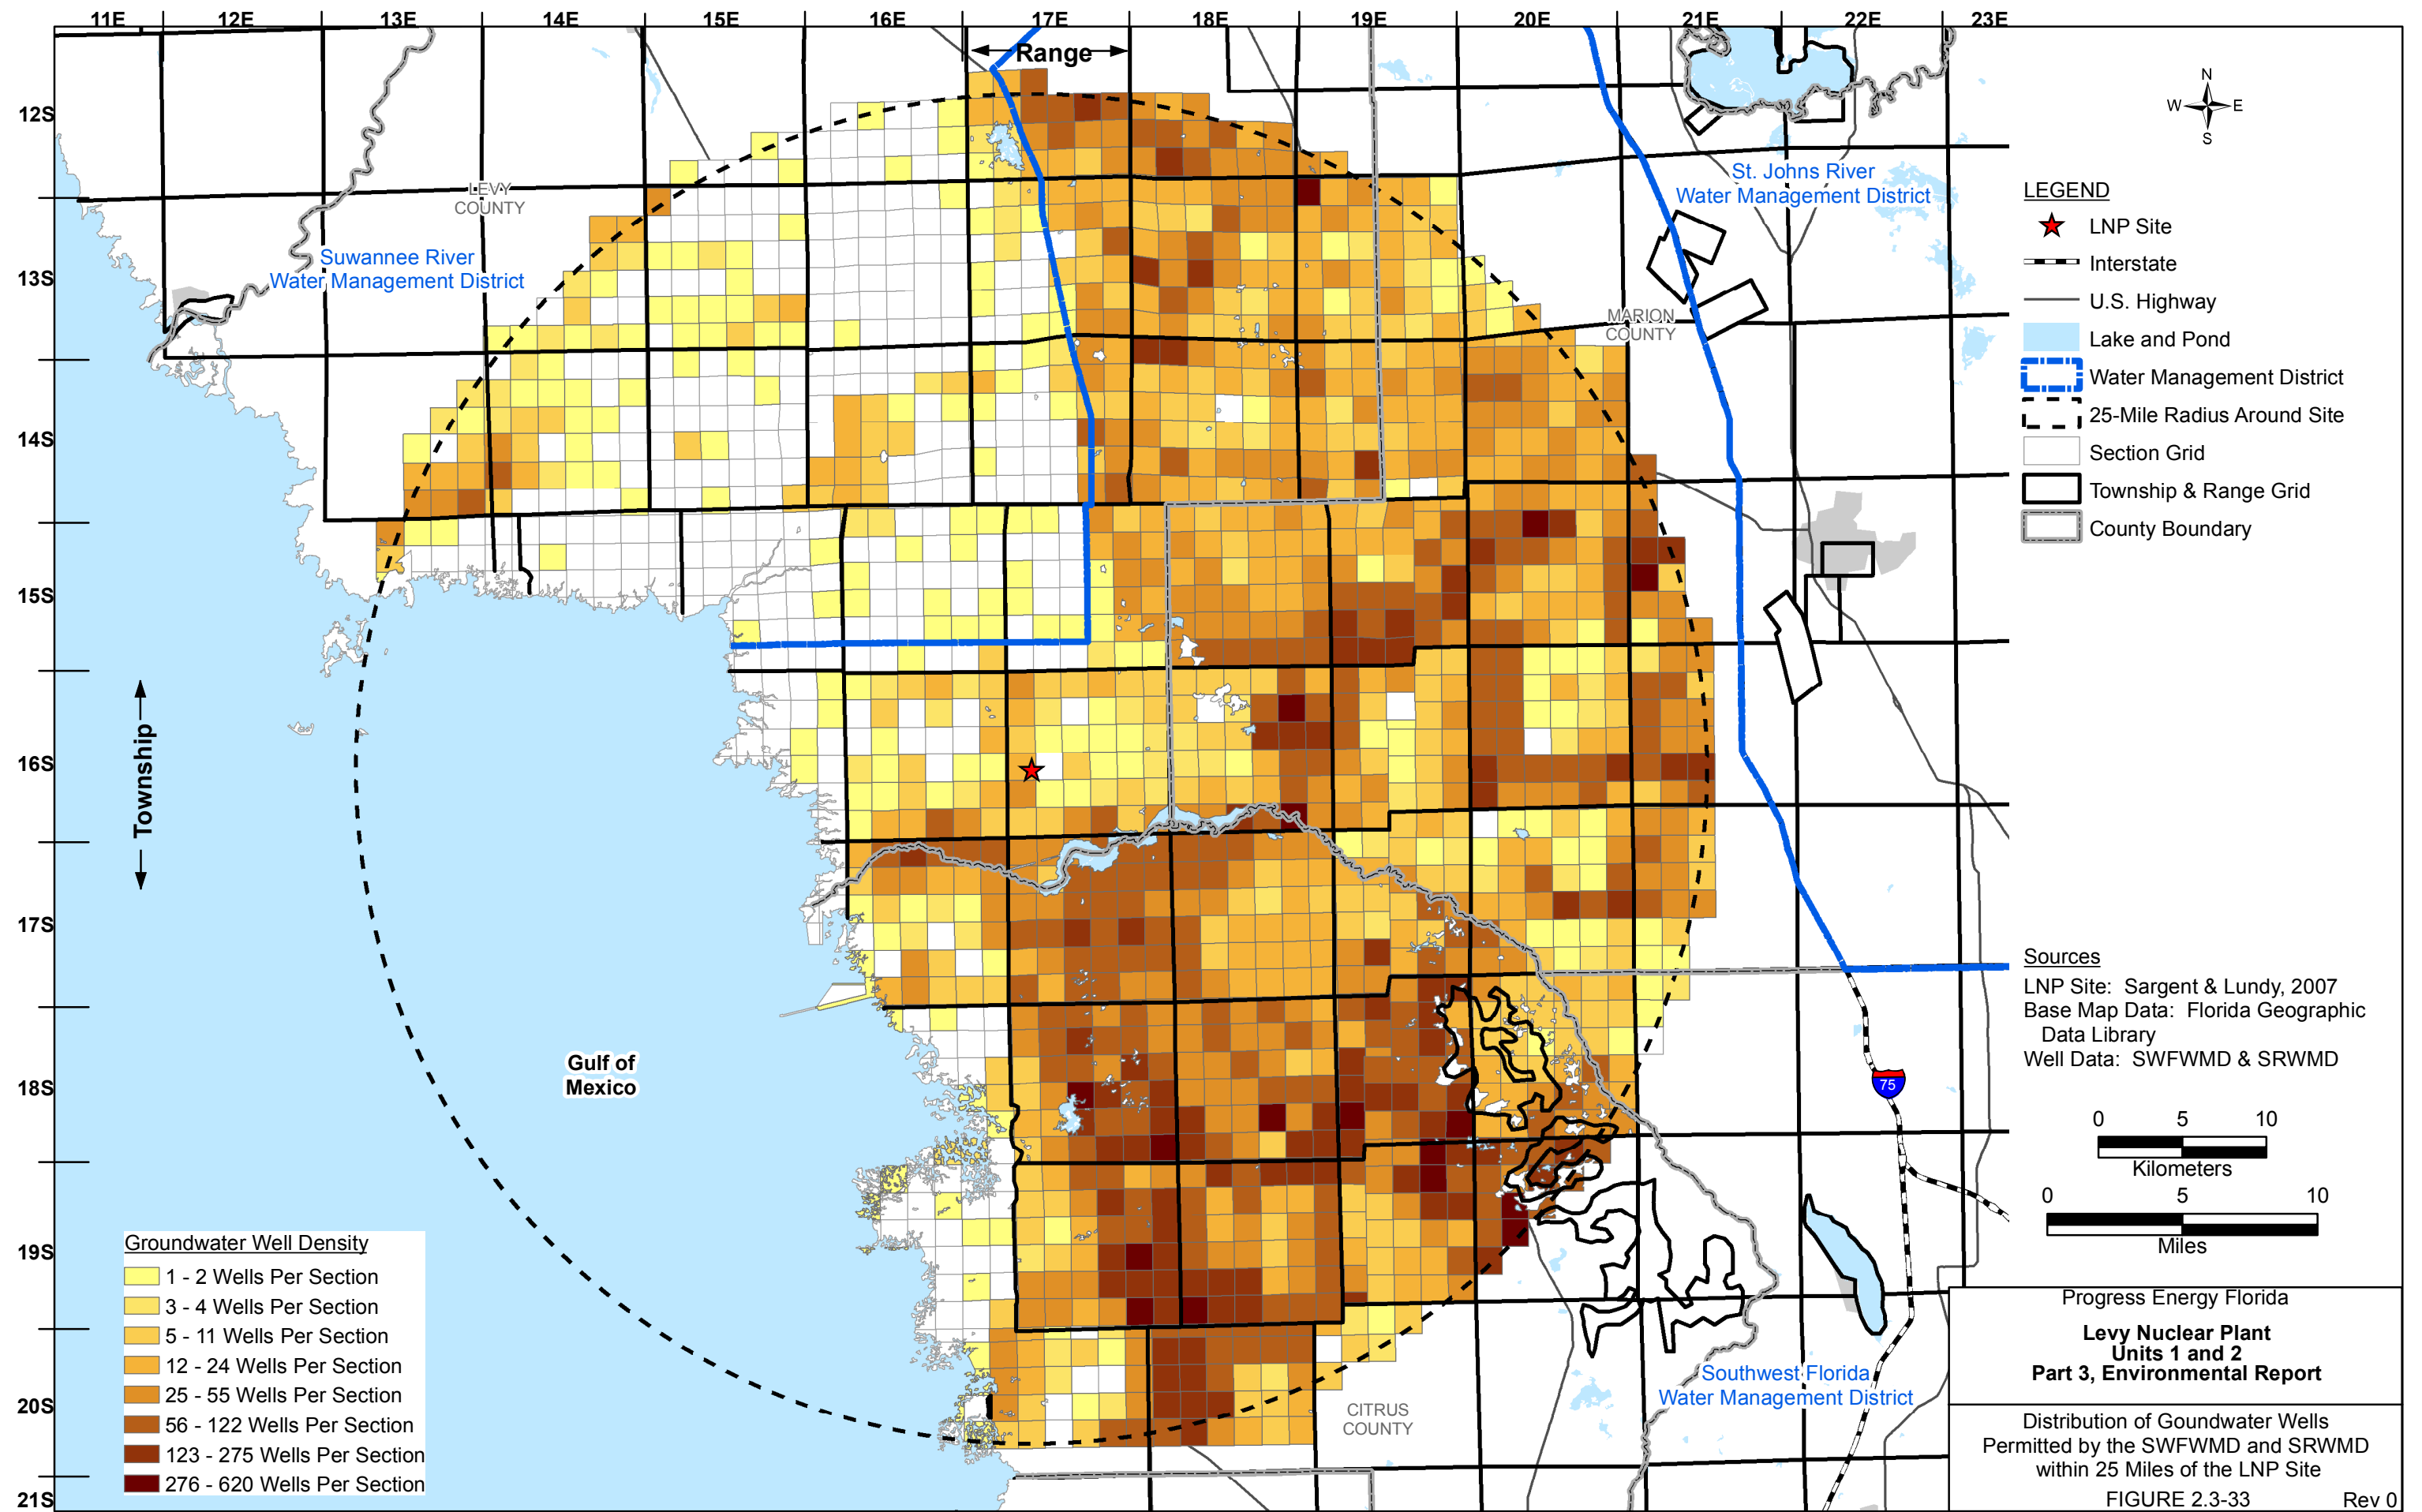 11E 12E 13E 14E 15E 16E 17E 18E 19E 20E 21E 22E 23E
Range
12S
13S
14S
15S
16S
17S
18S
19S
20S
21S
Township
LEVY
COUNTY
Suwannee River
Water Management District
St. Johns River
Water Management District
MARION
COUNTY
Gulf of
Mexico
CITRUS
COUNTY
Southwest Florida
Water Management District
75
N
W E
S
LEGEND
LNP Site
Interstate
U.S. Highway
Lake and Pond
Water Management District
25-Mile Radius Around Site
Section Grid
Township & Range Grid
County Boundary
Sources
LNP Site: Sargent & Lundy, 2007
Base Map Data: Florida Geographic
Data Library
Well Data: SWFWMD & SRWMD
0 5 10
Kilometers
0 5 10
Miles
Groundwater Well Density
1 - 2 Wells Per Section
3 - 4 Wells Per Section
5 - 11 Wells Per Section
12 - 24 Wells Per Section
25 - 55 Wells Per Section
56 - 122 Wells Per Section
123 - 275 Wells Per Section
276 - 620 Wells Per Section
Progress Energy Florida
Levy Nuclear Plant
Units 1 and 2
Part 3, Environmental Report
Distribution of Goundwater Wells
Permitted by the SWFWMD and SRWMD
within 25 Miles of the LNP Site
FIGURE 2.3-33 Rev 0